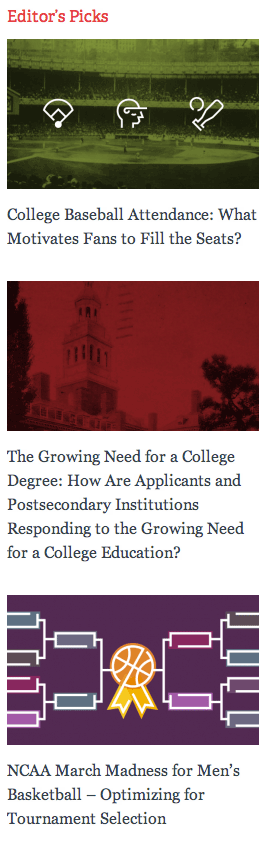 Editor's Picks
College Baseball Attendance: What
Motivates Fans to Fill the Seats?
The Growing Need for a College
Degree: How Are Applicants and
Postsecondary Institutions
Responding to the Growing Need
for a College Education?
NCAA March Madness for Men's
Basketball – Optimizing for
Tournament Selection